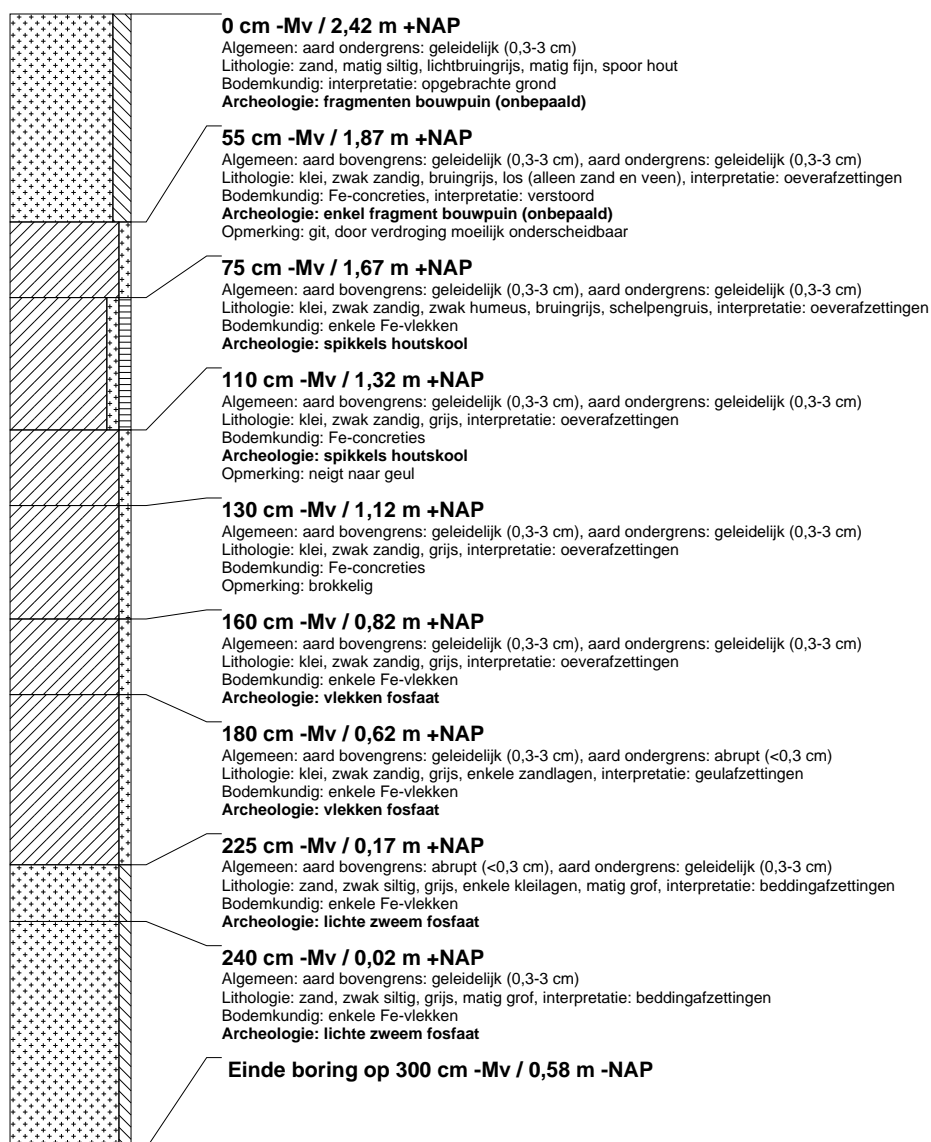 0 cm -Mv / 2,42 m +NAP
Algemeen: aard ondergrens: geleidelijk (0,3-3 cm)
Lithologie: zand, matig siltig, lichtbruingrijs, matig fijn, spoor hout
Bodemkundig: interpretatie: opgebrachte grond
Archeologie: fragmenten bouwpuin (onbepaald)
55 cm -Mv / 1,87 m +NAP
Algemeen: aard bovengrens: geleidelijk (0,3-3 cm), aard ondergrens: geleidelijk (0,3-3 cm)
Lithologie: klei, zwak zandig, bruingrijs, los (alleen zand en veen), interpretatie: oeverafzettingen
Bodemkundig: Fe-concreties, interpretatie: verstoord
Archeologie: enkel fragment bouwpuin (onbepaald)
Opmerking: git, door verdroging moeilijk onderscheidbaar
75 cm -Mv / 1,67 m +NAP
Algemeen: aard bovengrens: geleidelijk (0,3-3 cm), aard ondergrens: geleidelijk (0,3-3 cm)
Lithologie: klei, zwak zandig, zwak humeus, bruingrijs, schelpengruis, interpretatie: oeverafzettingen
Bodemkundig: enkele Fe-vlekken
Archeologie: spikkels houtskool
110 cm -Mv / 1,32 m +NAP
Algemeen: aard bovengrens: geleidelijk (0,3-3 cm), aard ondergrens: geleidelijk (0,3-3 cm)
Lithologie: klei, zwak zandig, grijs, interpretatie: oeverafzettingen
Bodemkundig: Fe-concreties
Archeologie: spikkels houtskool
Opmerking: neigt naar geul
130 cm -Mv / 1,12 m +NAP
Algemeen: aard bovengrens: geleidelijk (0,3-3 cm), aard ondergrens: geleidelijk (0,3-3 cm)
Lithologie: klei, zwak zandig, grijs, interpretatie: oeverafzettingen
Bodemkundig: Fe-concreties
Opmerking: brokkelig
160 cm -Mv / 0,82 m +NAP
Algemeen: aard bovengrens: geleidelijk (0,3-3 cm), aard ondergrens: geleidelijk (0,3-3 cm)
Lithologie: klei, zwak zandig, grijs, interpretatie: oeverafzettingen
Bodemkundig: enkele Fe-vlekken
Archeologie: vlekken fosfaat
180 cm -Mv / 0,62 m +NAP
Algemeen: aard bovengrens: geleidelijk (0,3-3 cm), aard ondergrens: abrupt (<0,3 cm)
Lithologie: klei, zwak zandig, grijs, enkele zandlagen, interpretatie: geulafzettingen
Bodemkundig: enkele Fe-vlekken
Archeologie: vlekken fosfaat
225 cm -Mv / 0,17 m +NAP
Algemeen: aard bovengrens: abrupt (<0,3 cm), aard ondergrens: geleidelijk (0,3-3 cm)
Lithologie: zand, zwak siltig, grijs, enkele kleilagen, matig grof, interpretatie: beddingafzettingen
Bodemkundig: enkele Fe-vlekken
Archeologie: lichte zweem fosfaat
240 cm -Mv / 0,02 m +NAP
Algemeen: aard bovengrens: geleidelijk (0,3-3 cm)
Lithologie: zand, zwak siltig, grijs, matig grof, interpretatie: beddingafzettingen
Bodemkundig: enkele Fe-vlekken
Archeologie: lichte zweem fosfaat
Einde boring op 300 cm -Mv / 0,58 m -NAP